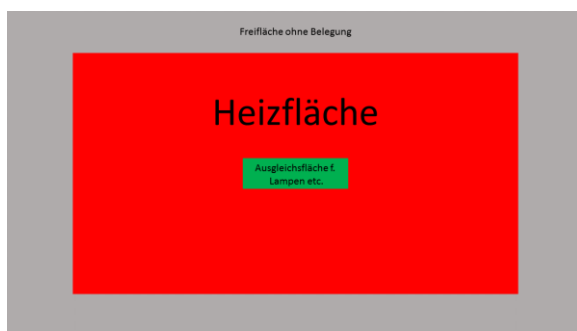 Freifläche ohne Belegung
Heizfläche
Ausgleichsfläche f.
Lampen etc.